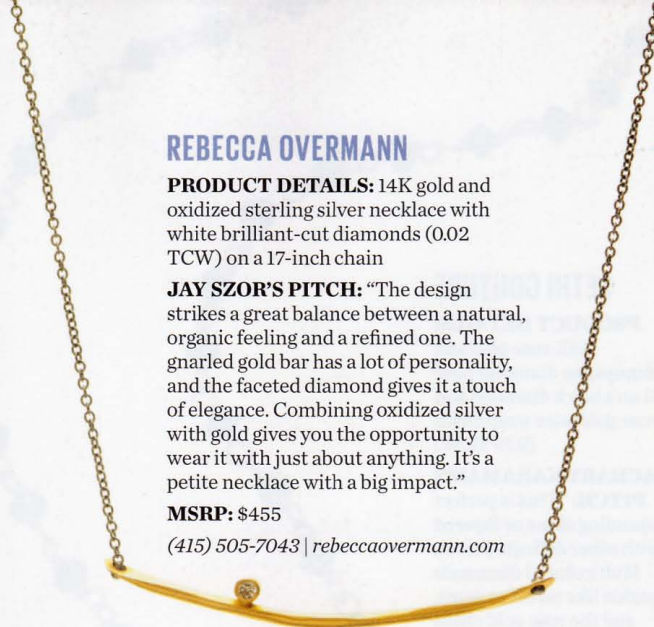 REBECCA OVERMANN
PRODUCT DETAILS: 14K gold and
oxidized sterling silver necklace with
white brilliant-cut diamonds (0.02
TCW) on a 17-inch chain
JAY SZOR'S PITCH: “The design
strikes a great balance between a natural,
organic feeling and a refined one. The
gnarled gold bar has a lot of personality,
and the faceted diamond gives it a touch
of elegance. Combining oxidized silver
with gold gives you the opportunity to
wear it with just about anything. It’s a
petite necklace with a big impact.”
MSRP: $455
(415) 505-7043 | rebeccaovermann.com